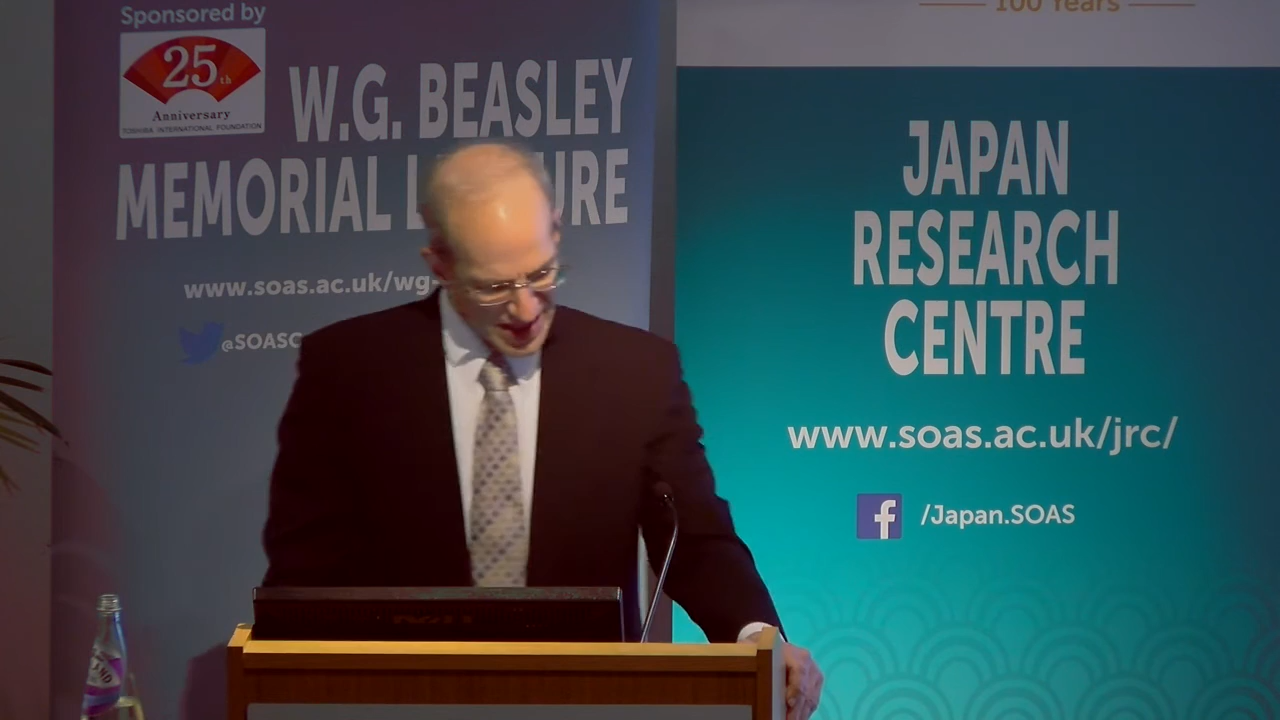 Sponsored by
25th
Anniversary
TOSHIBA INTERNATIONAL FOUNDATION
W.G. BEASLEY
MEMORIAL L URE
www.soas.ac.uk/wg-
@SOASC
100 Years
JAPAN
RESEARCH
CENTRE
www.soas.ac.uk/jrc/
f
/Japan.SOAS